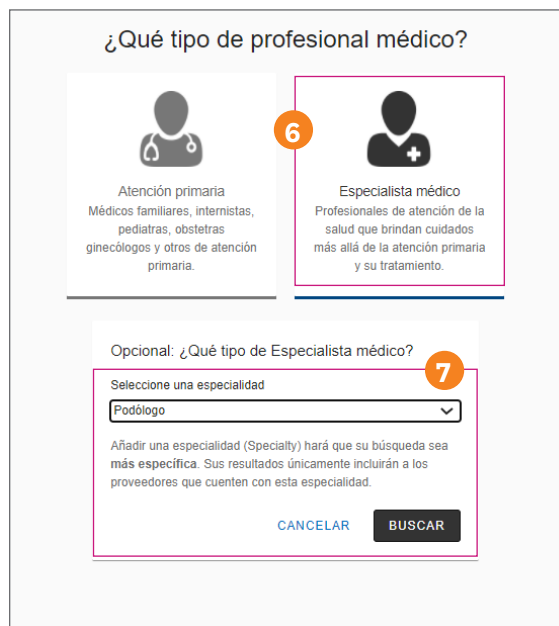 ¿Qué tipo de profesional médico?
6
Atención primaria
Médicos familiares, internistas,
pediatras, obstetras
ginecólogos y otros de atención
primaria.
Especialista médico
Profesionales de atención de la
salud que brindan cuidados
más allá de la atención primaria
y su tratamiento.
Opcional: ¿Qué tipo de Especialista médico?
7
Seleccione una especialidad
Podólogo
Añadir una especialidad (Specialty) hará que su búsqueda sea
más específica. Sus resultados únicamente incluirán a los
proveedores que cuenten con esta especialidad.
CANCELAR
BUSCAR